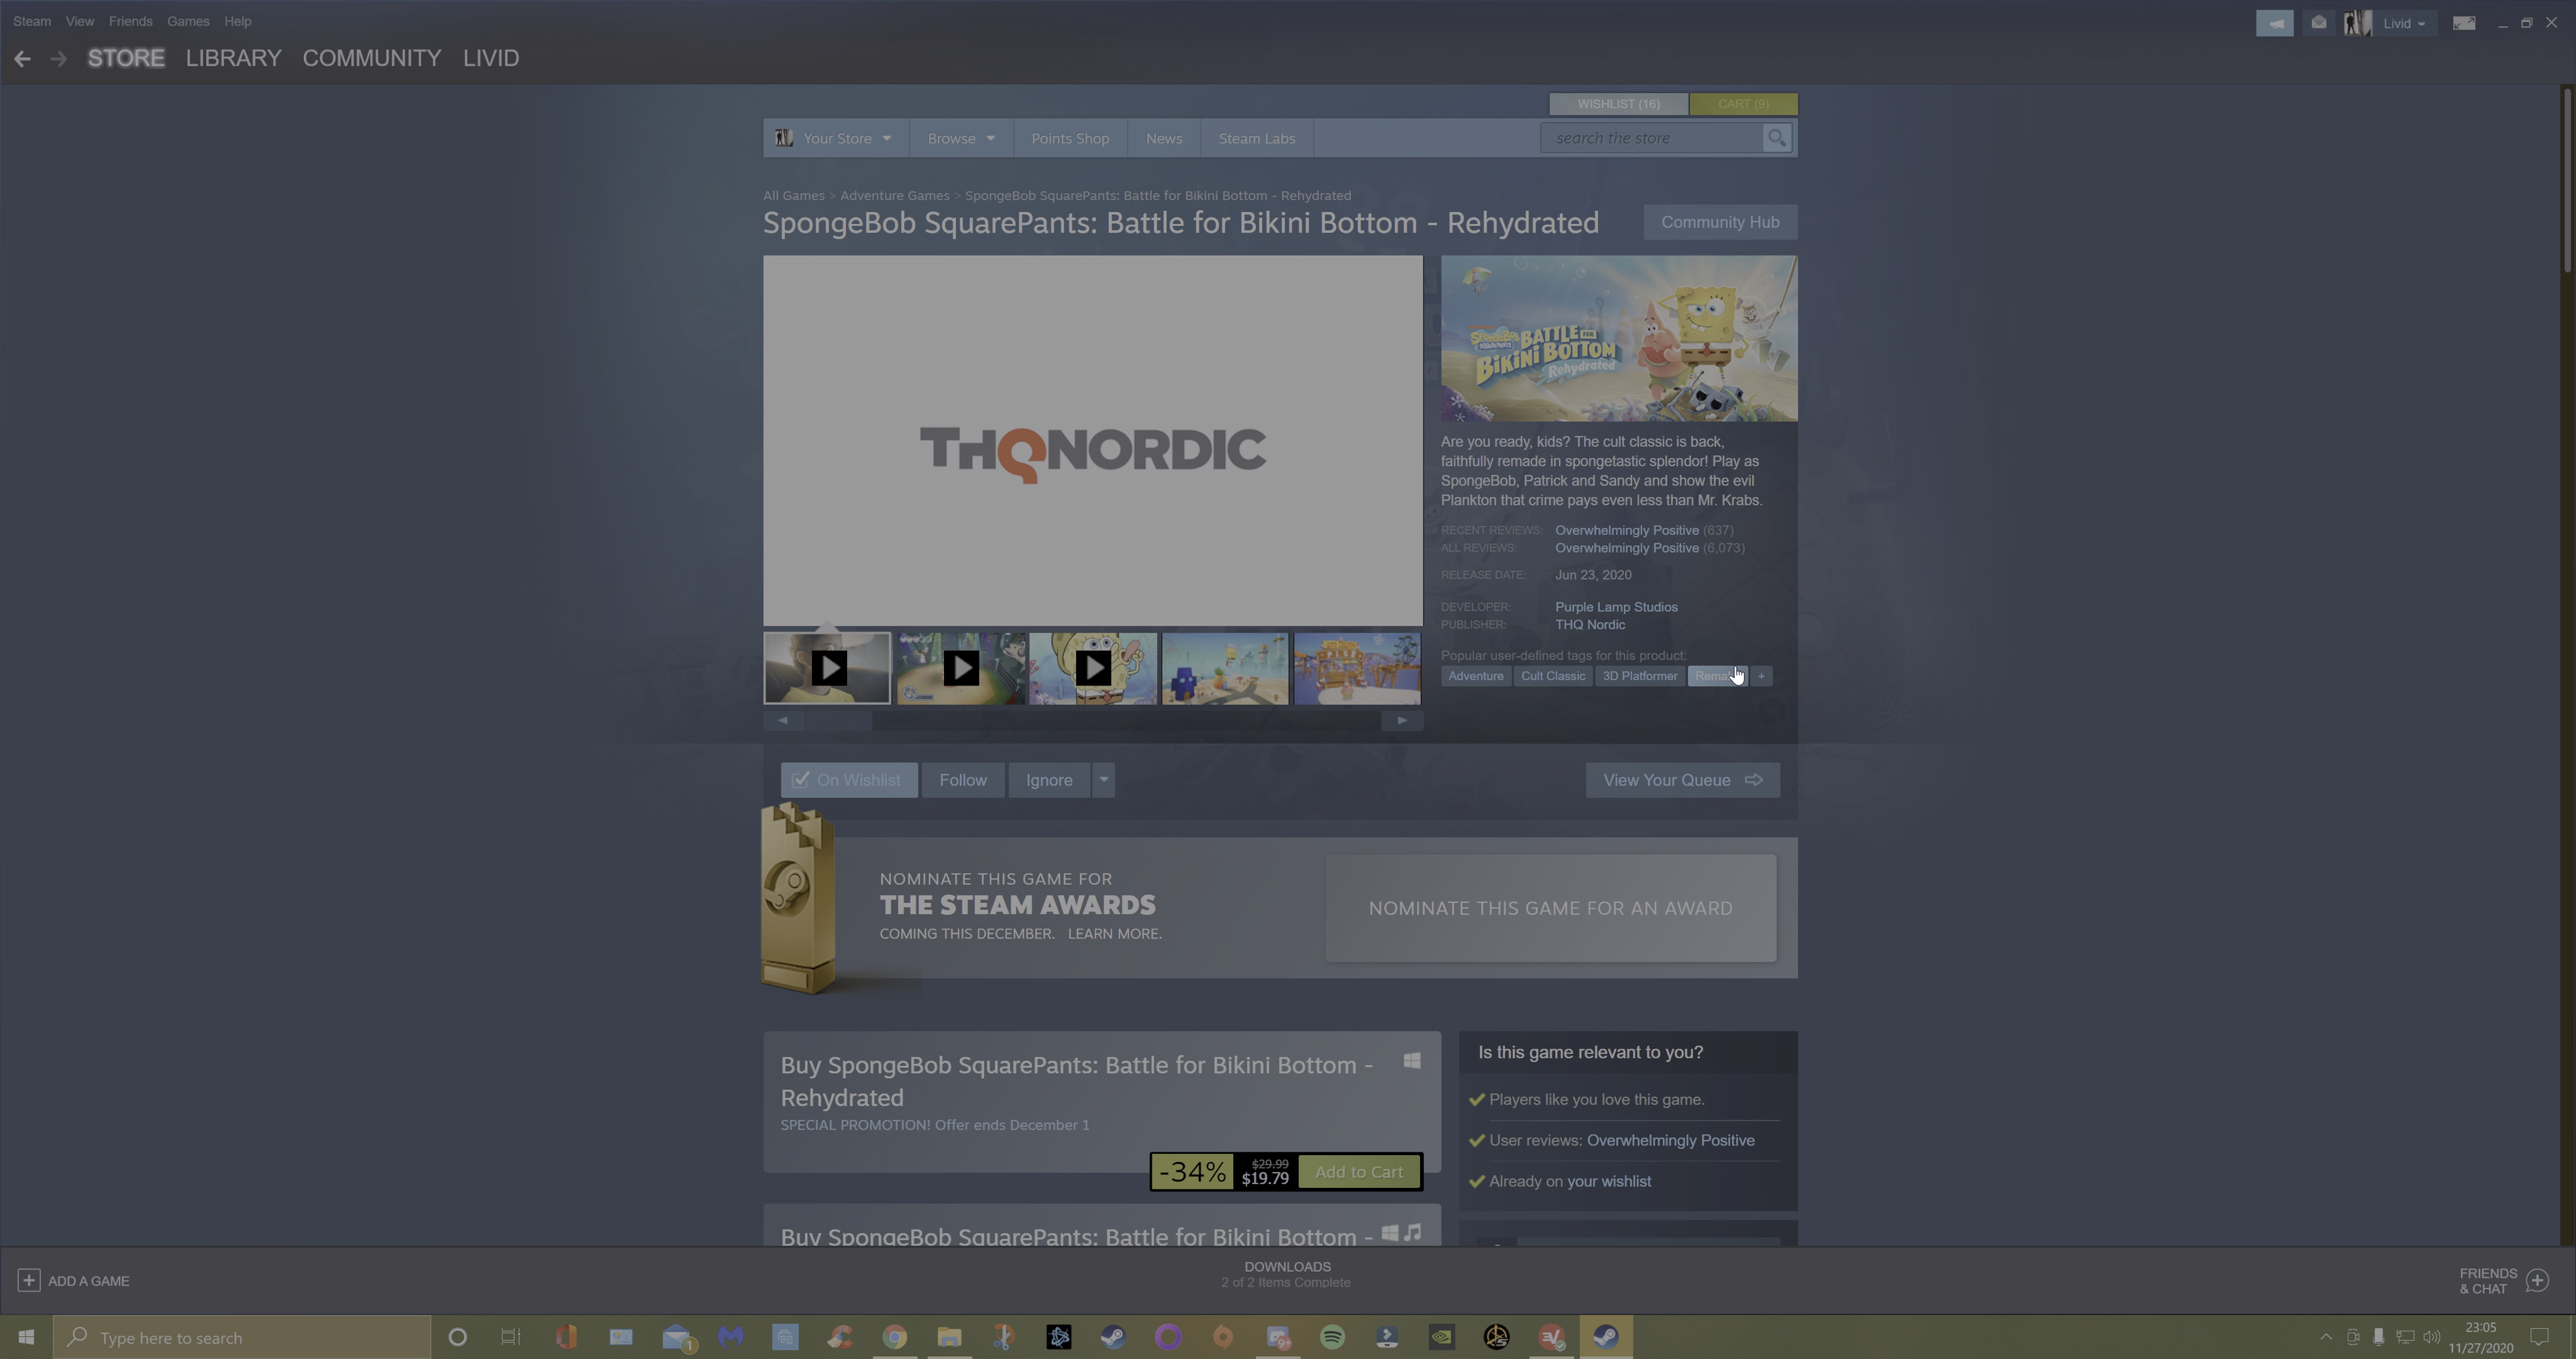 Steam View Friends Games Help
Livid
STORE LIBRARY COMMUNITY LIVID
WISHLIST (16) CART (9)
Your Store Browse Points Shop News Steam Labs search the store
All Games > Adventure Games > SpongeBob SquarePants: Battle for Bikini Bottom - Rehydrated
SpongeBob SquarePants: Battle for Bikini Bottom - Rehydrated
Community Hub
THQNORDIC
SpongeBob SquarePants
BATTLE FOR
BIKINI BOTTOM
Rehydrated
Are you ready, kids? The cult classic is back,
faithfully remade in spongetastic splendor! Play as
SpongeBob, Patrick and Sandy and show the evil
Plankton that crime pays even less than Mr. Krabs.
RECENT REVIEWS: Overwhelmingly Positive (637)
ALL REVIEWS: Overwhelmingly Positive (6,073)
RELEASE DATE: Jun 23, 2020
DEVELOPER: Purple Lamp Studios
PUBLISHER: THQ Nordic
Popular user-defined tags for this product:
Adventure Cult Classic 3D Platformer +
On Wishlist Follow Ignore View Your Queue
NOMINATE THIS GAME FOR
THE STEAM AWARDS
COMING THIS DECEMBER. LEARN MORE.
NOMINATE THIS GAME FOR AN AWARD
Buy SpongeBob SquarePants: Battle for Bikini Bottom -
Rehydrated
SPECIAL PROMOTION! Offer ends December 1
-34% $29.99 $19.79 Add to Cart
Is this game relevant to you?
Players like you love this game.
User reviews: Overwhelmingly Positive
Already on your wishlist
Buy SpongeBob SquarePants: Battle for Bikini Bottom -
+ ADD A GAME
DOWNLOADS
2 of 2 Items Complete
FRIENDS
& CHAT
Type here to search
1
9+
23:05
11/27/2020